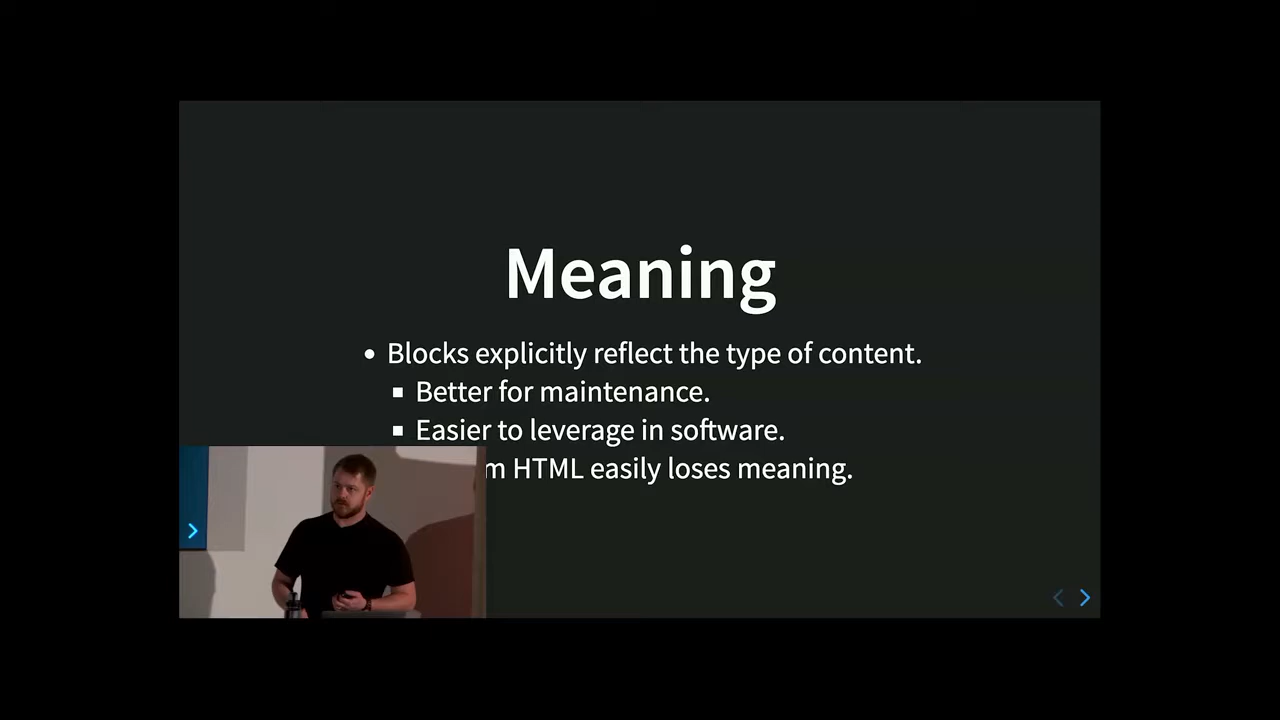 Meaning
Blocks explicitly reflect the type of content.
Better for maintenance.
Easier to leverage in software.
HTML easily loses meaning.